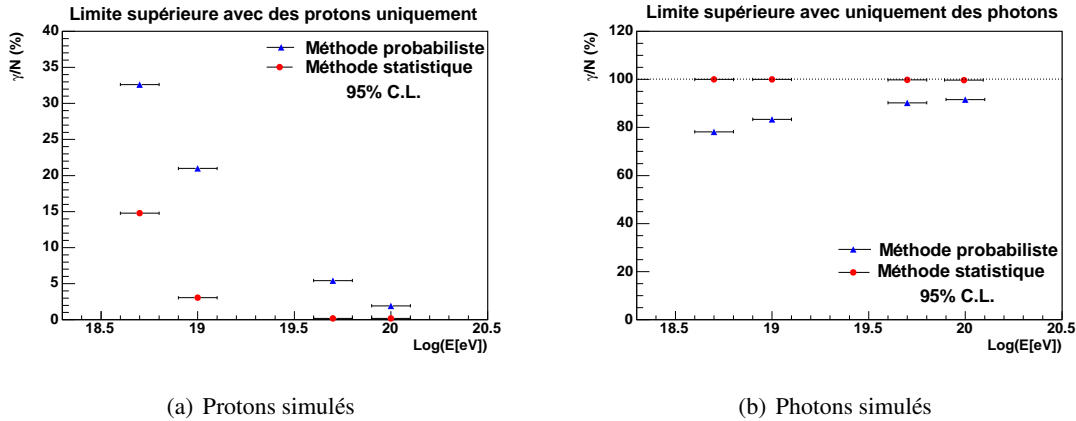 Limite supérieure avec des protons uniquement
γ/N (%)
40
35
30
25
20
15
10
5
0
Méthode probabiliste
Méthode statistique
95% C.L.
18.5 19 19.5 20 20.5
Log(E[eV])
(a) Protons simulés
Limite supérieure avec uniquement des photons
γ/N (%)
120
100
80
60
40
20
0
Méthode probabiliste
Méthode statistique
95% C.L.
18.5 19 19.5 20 20.5
Log(E[eV])
(b) Photons simulés